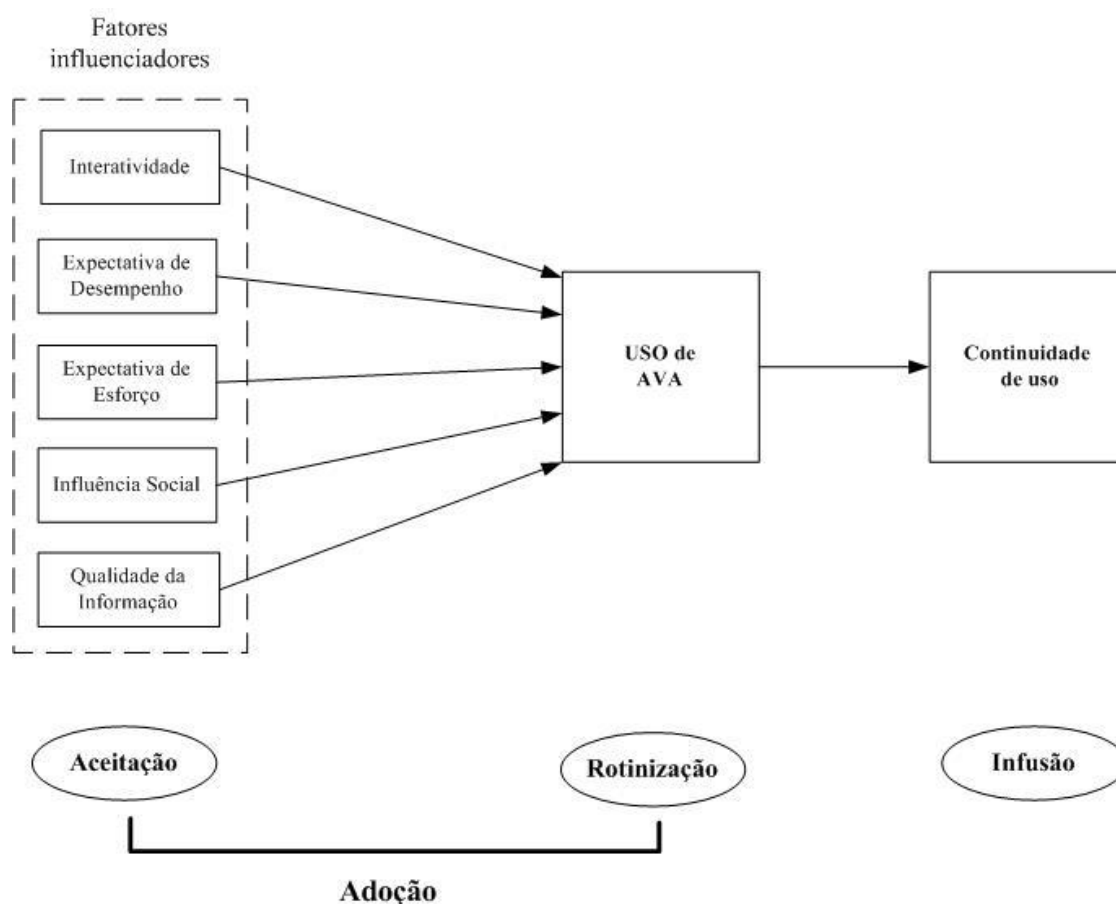 Fatores
influenciadores
Interatividade
Expectativa de
Desempenho
Expectativa de
Esforço
Influência Social
Qualidade da
Informação
USO de
AVA
Continuidade
de uso
Aceitação
Rotinização
Infusão
Adoção